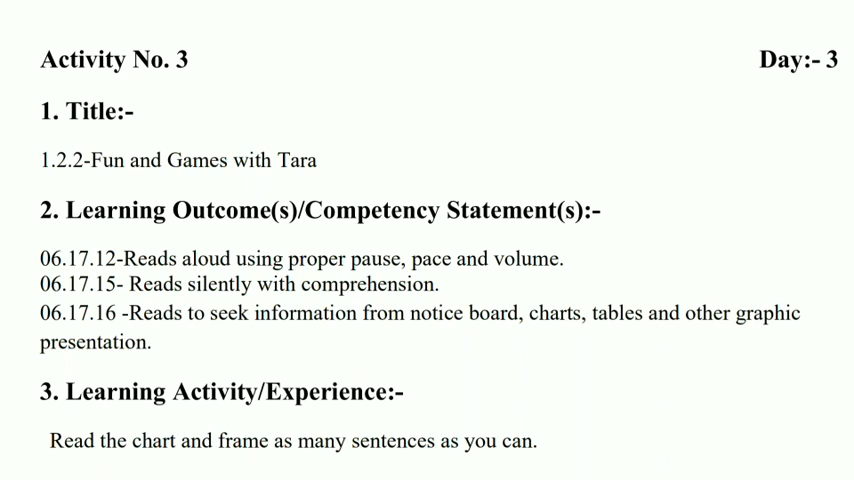 Activity No. 3 Day:- 3
1. Title:-
1.2.2-Fun and Games with Tara
2. Learning Outcome(s)/Competency Statement(s):-
06.17.12-Reads aloud using proper pause, pace and volume.
06.17.15- Reads silently with comprehension.
06.17.16 -Reads to seek information from notice board, charts, tables and other graphic
presentation.
3. Learning Activity/Experience:-
Read the chart and frame as many sentences as you can.